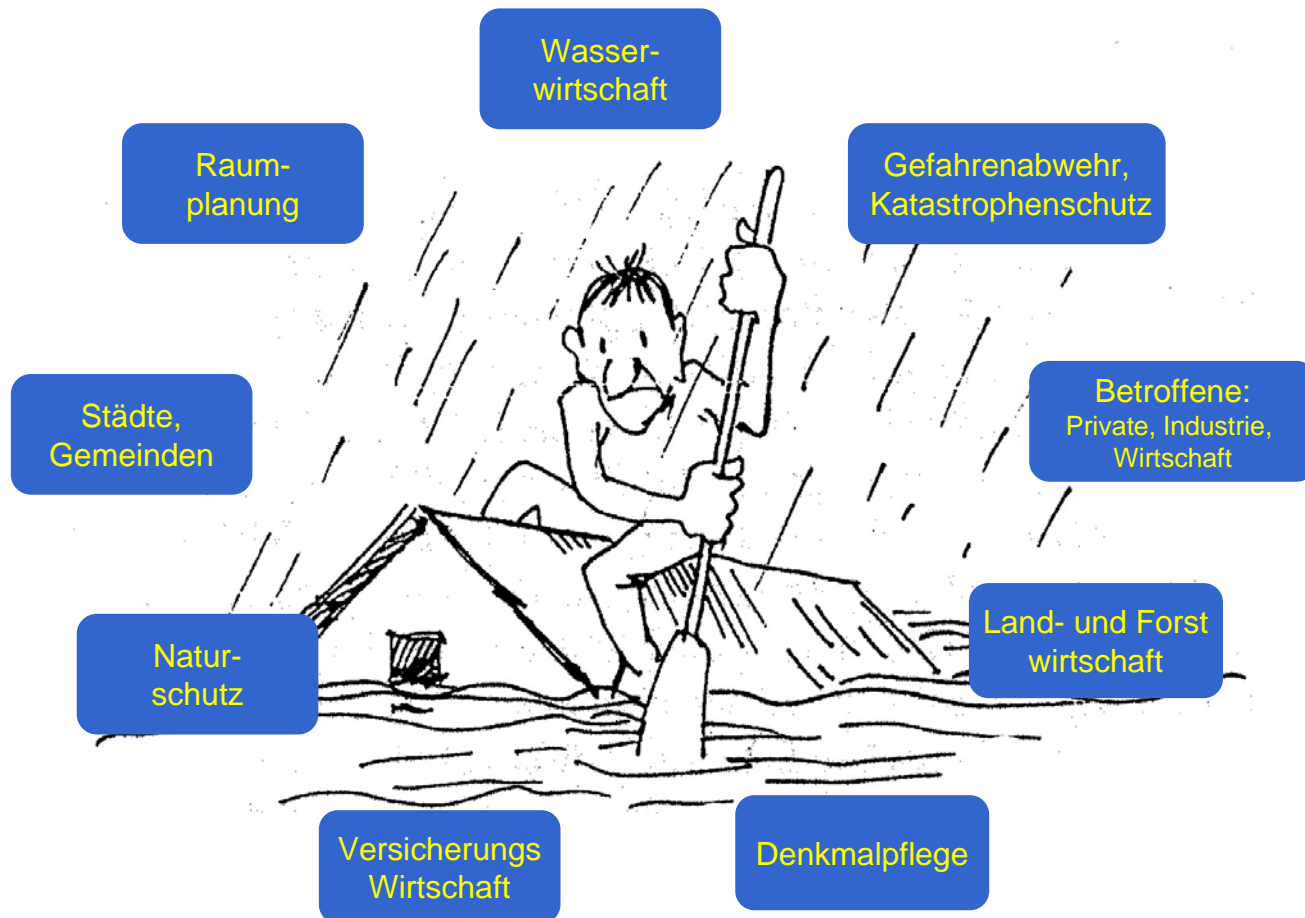 Wasser-
wirtschaft
Raum-
planung
Gefahrenabwehr,
Katastrophenschutz
Städte,
Gemeinden
Betroffene:
Private, Industrie,
Wirtschaft
Natur-
schutz
Land- und Forst
wirtschaft
Versicherungs
Wirtschaft
Denkmalpflege